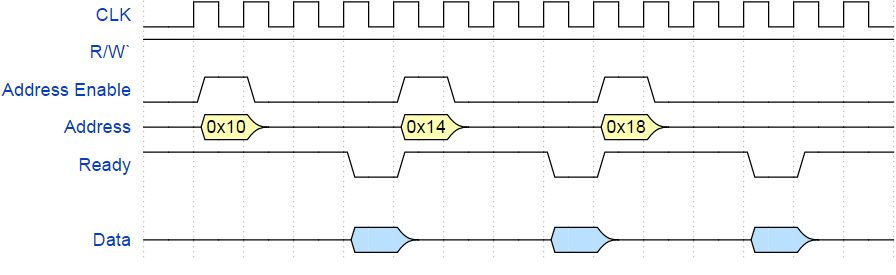 CLK
R/W`
Address Enable
Address 0x10 0x14 0x18
Ready
Data